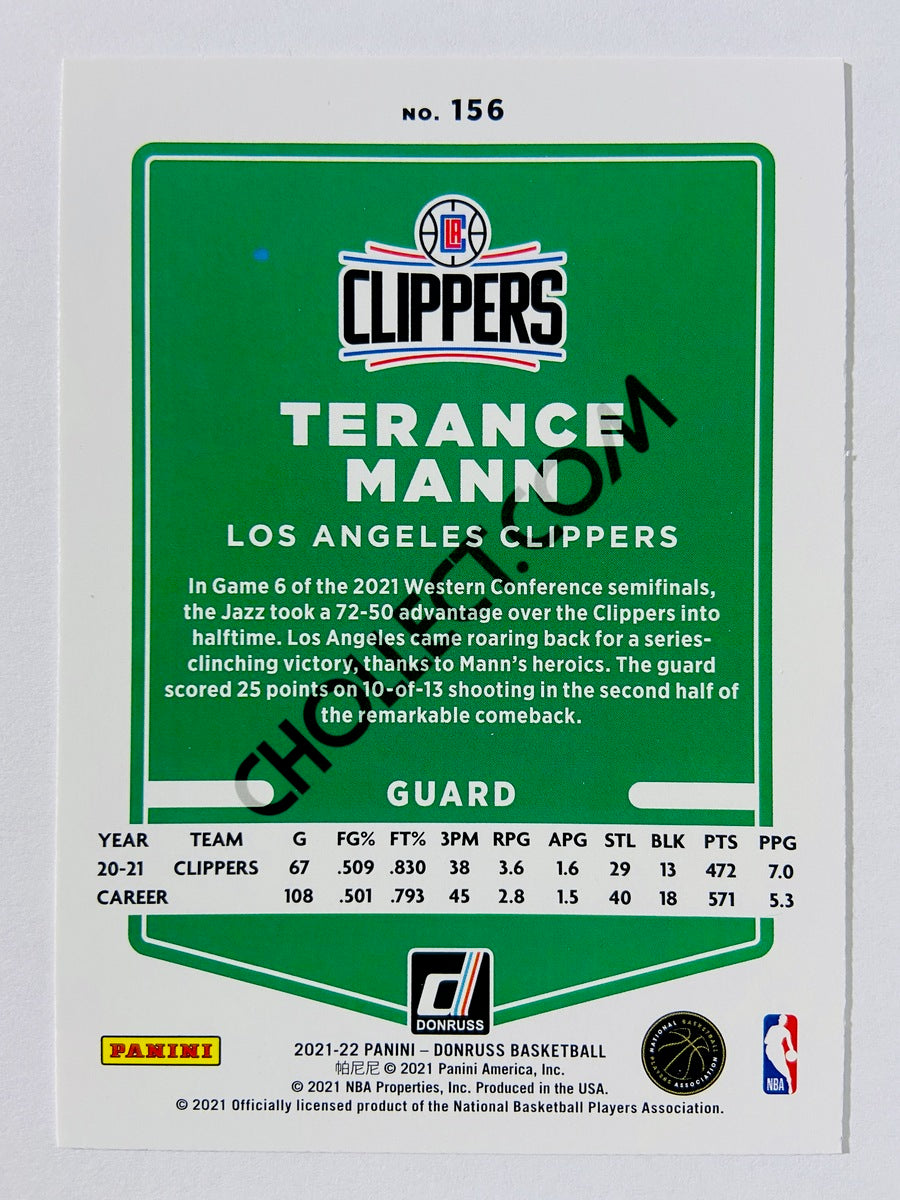 NO. 156
LA
CLIPPERS
TERANCE
MANN
LOS ANGELES CLIPPERS
In Game 6 of the 2021 Western Conference semifinals,
the Jazz took a 72-50 advantage over the Clippers into
halftime. Los Angeles came roaring back for a series-
clinching victory, thanks to Mann's heroics. The guard
scored 25 points on 10-of-13 shooting in the second half of
the remarkable comeback.
CHOLLECT.COM
GUARD
YEAR TEAM G FG% FT% 3PM RPG APG STL BLK PTS PPG
20-21 CLIPPERS 67 .509 .830 38 3.6 1.6 29 13 472 7.0
CAREER 108 .501 .793 45 2.8 1.5 40 18 571 5.3
d
DONRUSS
PANINI
2021-22 PANINI – DONRUSS BASKETBALL
帕尼尼 © 2021 Panini America, Inc.
© 2021 NBA Properties, Inc. Produced in the USA.
© 2021 Officially licensed product of the National Basketball Players Association.
NATIONAL BASKETBALL
PLAYERS ASSOCIATION
NBA